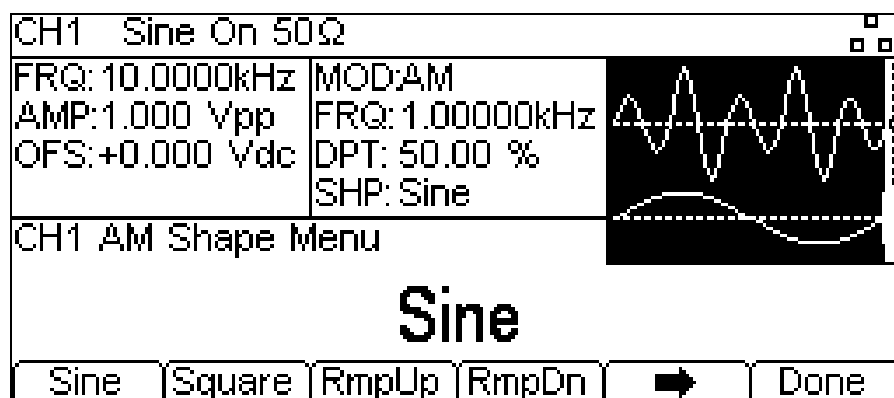 CH1 Sine On 50Ω
FRQ: 10.0000kHz
AMP:1.000 Vpp
OFS:+0.000 Vdc
MOD:AM
FRQ: 1.00000kHz
DPT: 50.00 %
SHP: Sine
CH1 AM Shape Menu
Sine
Sine Square RmpUp RmpDn ➡ Done